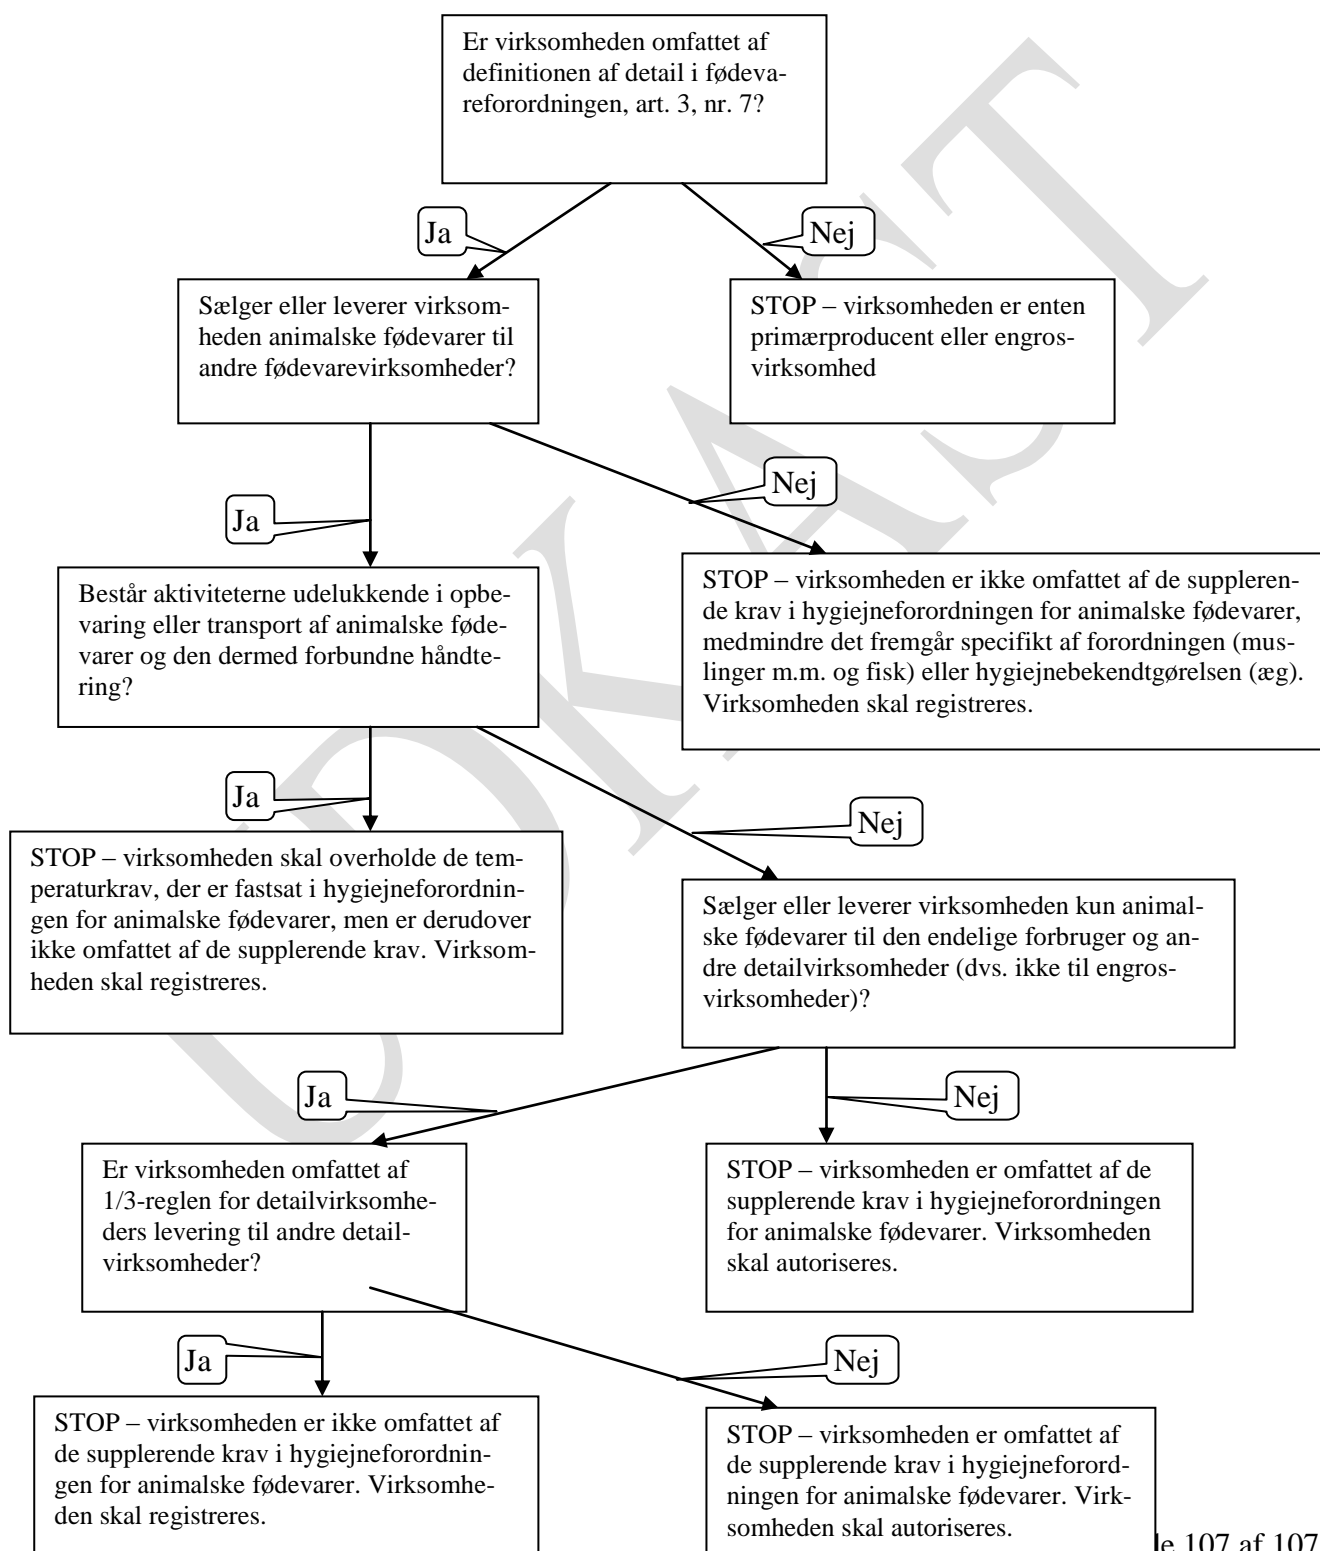 Er virksomheden omfattet af
definitionen af detail i fødeva-
reforordningen, art. 3, nr. 7?
Ja
Nej
Sælger eller leverer virksom-
heden animalske fødevarer til
andre fødevarevirksomheder?
STOP – virksomheden er enten
primærproducent eller engros-
virksomhed
Ja
Nej
Består aktiviteterne udelukkende i opbe-
varing eller transport af animalske føde-
varer og den dermed forbundne håndte-
ring?
STOP – virksomheden er ikke omfattet af de suppleren-
de krav i hygiejneforordningen for animalske fødevarer,
medmindre det fremgår specifikt af forordningen (mus-
linger m.m. og fisk) eller hygiejnebekendtgørelsen (æg).
Virksomheden skal registreres.
Ja
Nej
STOP – virksomheden skal overholde de tem-
peraturkrav, der er fastsat i hygiejneforordnin-
gen for animalske fødevarer, men er derudover
ikke omfattet af de supplerende krav. Virksom-
heden skal registreres.
Sælger eller leverer virksomheden kun animal-
ske fødevarer til den endelige forbruger og an-
dre detailvirksomheder (dvs. ikke til engros-
virksomheder)?
Ja
Nej
Er virksomheden omfattet af
1/3-reglen for detailvirksomhe-
ders levering til andre detail-
virksomheder?
STOP – virksomheden er omfattet af de
supplerende krav i hygiejneforordningen
for animalske fødevarer. Virksomheden
skal autoriseres.
Ja
Nej
STOP – virksomheden er ikke omfattet af
de supplerende krav i hygiejneforordnin-
gen for animalske fødevarer. Virksomhe-
den skal registreres.
STOP – virksomheden er omfattet af
de supplerende krav i hygiejneforord-
ningen for animalske fødevarer. Virk-
somheden skal autoriseres.
e 107 af 107
UDKAST